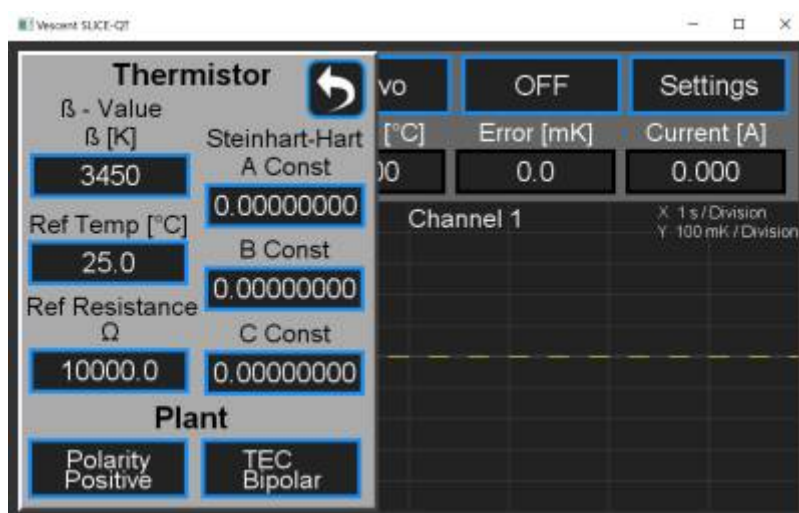 Vescent SLICE-QT
Thermistor
ß - Value
ß [K]
3450
Ref Temp [°C]
25.0
Ref Resistance
Ω
10000.0
Steinhart-Hart
A Const
0.00000000
B Const
0.00000000
C Const
0.00000000
Plant
Polarity
Positive
TEC
Bipolar
vo
OFF
Settings
[°C]
Error [mK]
Current [A]
00
0.0
0.000
Channel 1
X 1 s / Division
Y 100 mK / Division